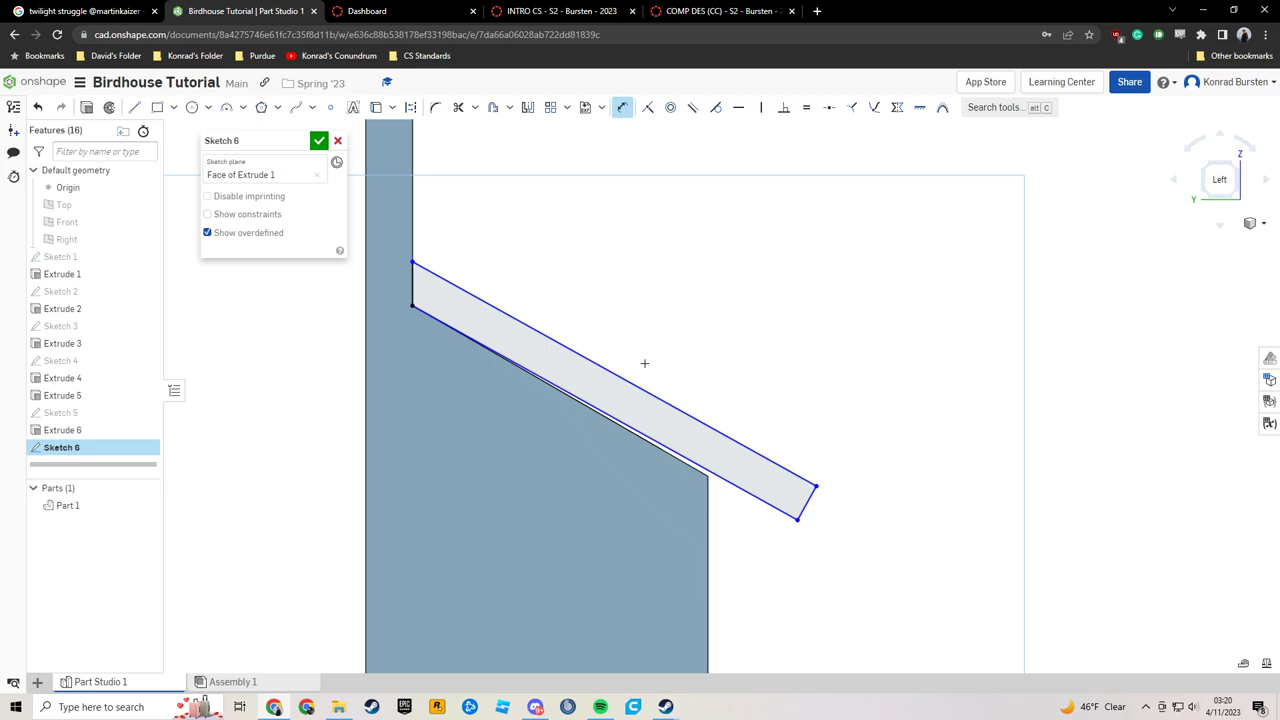 twilight struggle @martinkaizer
Birdhouse Tutorial | Part Studio 1
Dashboard
INTRO CS - S2 - Bursten - 2006
COMP DES (CC) - S2 - Bursten -
cad.onshape.com/documents/8a4275746e61fc7c35f8d11b/w/e636c88b538178ef33198bac/e/7da66a06028ab722dd81839c
Bookmarks
David's Folder
Konrad's Folder
Purdue
Konrad's Conundrum
CS Standards
Other bookmarks
onshape
Birdhouse Tutorial
Main
Spring '23
App Store
Learning Center
Share
Konrad Bursten
Search tools...
alt C
Features (16)
Filter by name or type
Default geometry
Origin
Top
Front
Right
Sketch 1
Extrude 1
Sketch 2
Extrude 2
Sketch 3
Extrude 3
Sketch 4
Extrude 4
Extrude 5
Sketch 5
Extrude 6
Sketch 6
Parts (1)
Part 1
Sketch 6
Sketch plane
Face of Extrude 1
Disable imprinting
Show constraints
Show overdefined
Z
Left
Y
Part Studio 1
Assembly 1
Type here to search
46°F Clear
03:20
4/11/2023